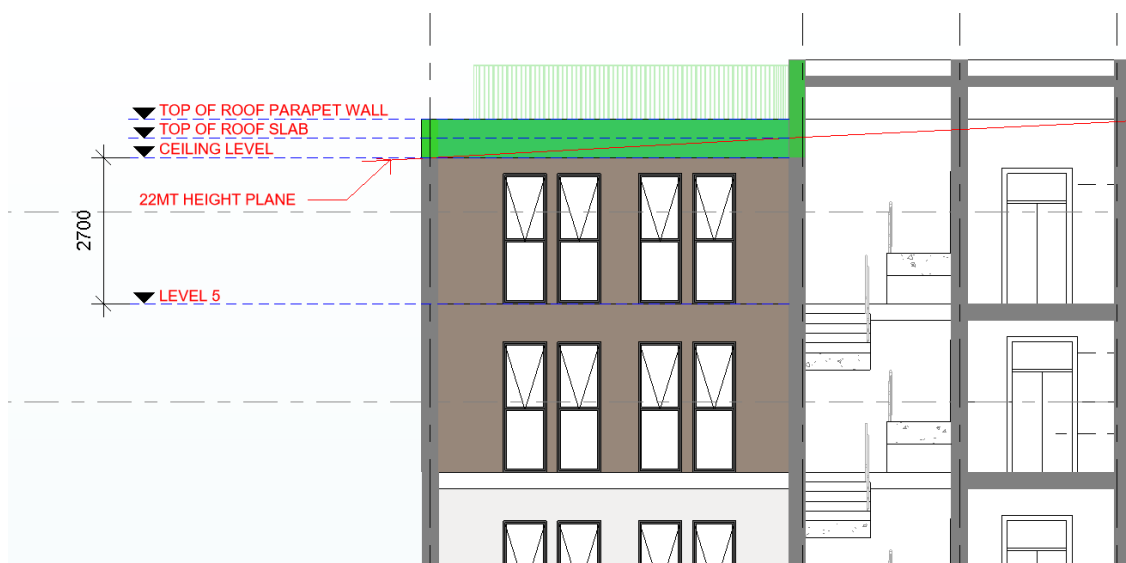 TOP OF ROOF PARAPET WALL
TOP OF ROOF SLAB
CEILING LEVEL
22MT HEIGHT PLANE
2700
LEVEL 5